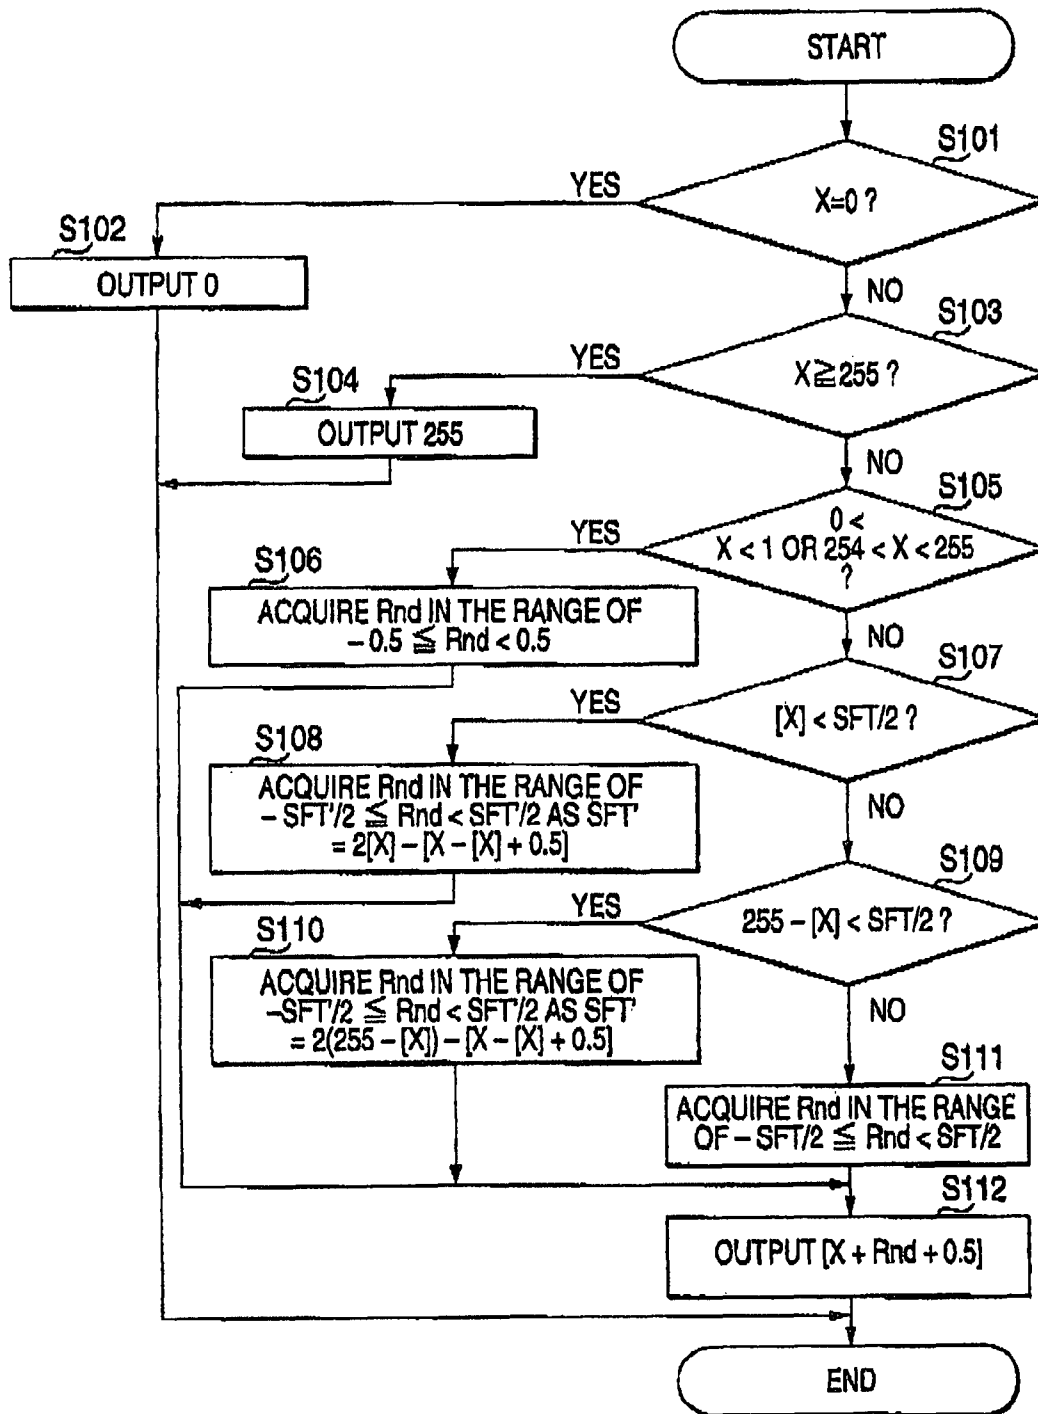 START
S101
X=0 ?
YES
NO
S102
OUTPUT 0
S103
X ≧ 255 ?
YES
NO
S104
OUTPUT 255
S105
0 <
X < 1 OR 254 < X < 255
?
YES
NO
S106
ACQUIRE Rnd IN THE RANGE OF
– 0.5 ≦ Rnd < 0.5
S107
[X] < SFT/2 ?
YES
NO
S108
ACQUIRE Rnd IN THE RANGE OF
– SFT'/2 ≦ Rnd < SFT'/2 AS SFT'
= 2[X] – [X – [X] + 0.5]
S109
255 – [X] < SFT/2 ?
YES
NO
S110
ACQUIRE Rnd IN THE RANGE OF
–SFT'/2 ≦ Rnd < SFT'/2 AS SFT'
= 2(255 – [X]) – [X – [X] + 0.5]
S111
ACQUIRE Rnd IN THE RANGE
OF – SFT/2 ≦ Rnd < SFT/2
S112
OUTPUT [X + Rnd + 0.5]
END